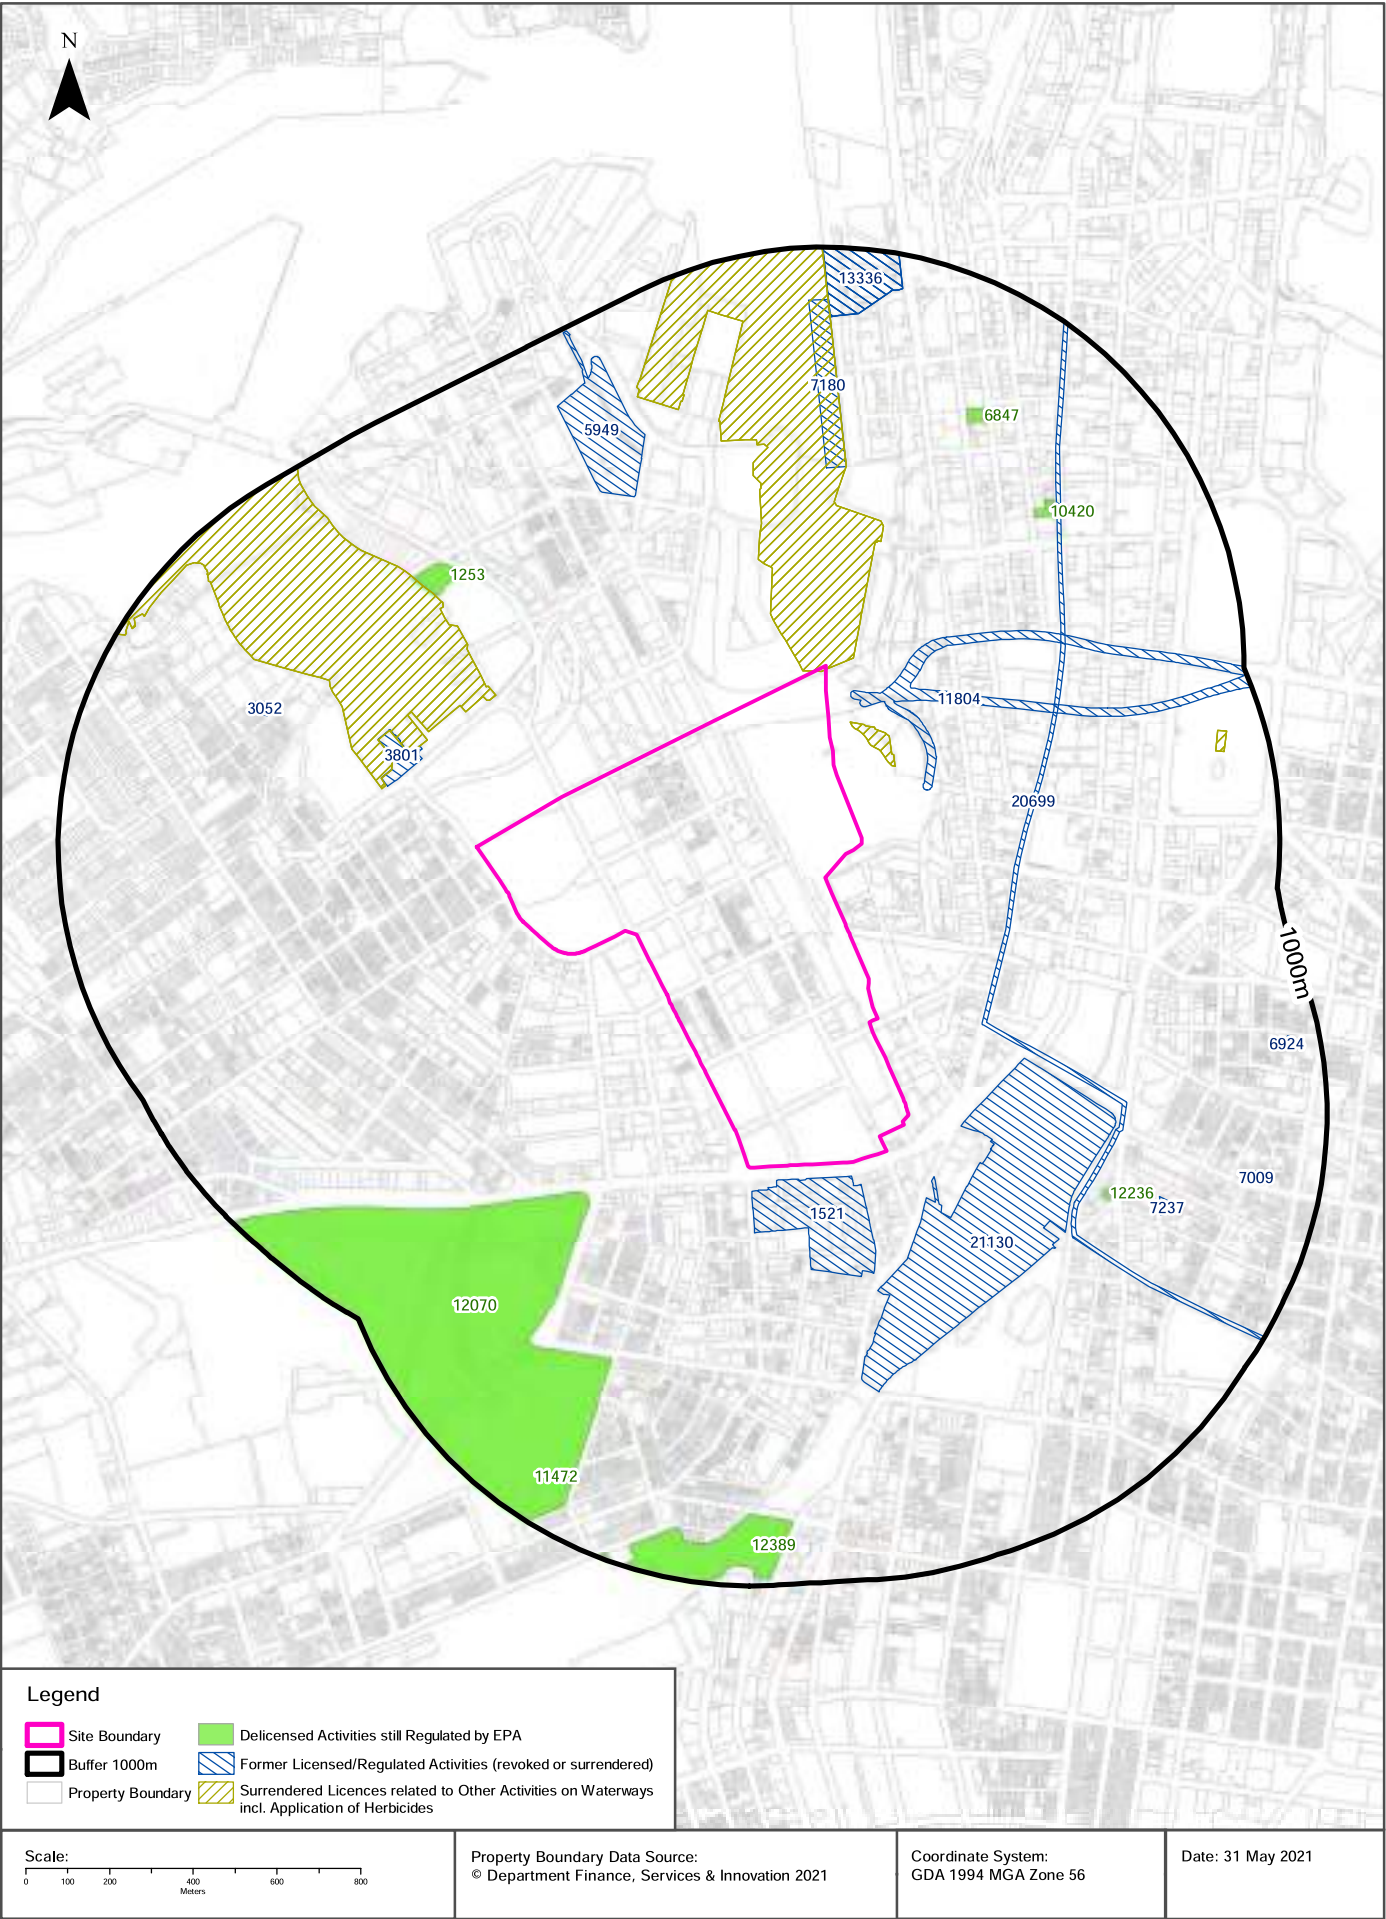 N
13336
7180
6847
5949
10420
1253
3052
11804
3801
20699
1000m
6924
7009
12236
7237
1521
21130
12070
11472
12389
Legend
Site Boundary
Buffer 1000m
Property Boundary
Delicensed Activities still Regulated by EPA
Former Licensed/Regulated Activities (revoked or surrendered)
Surrendered Licences related to Other Activities on Waterways
incl. Application of Herbicides
Scale:
0 100 200 400 600 800
Meters
Property Boundary Data Source:
© Department Finance, Services & Innovation 2021
Coordinate System:
GDA 1994 MGA Zone 56
Date: 31 May 2021